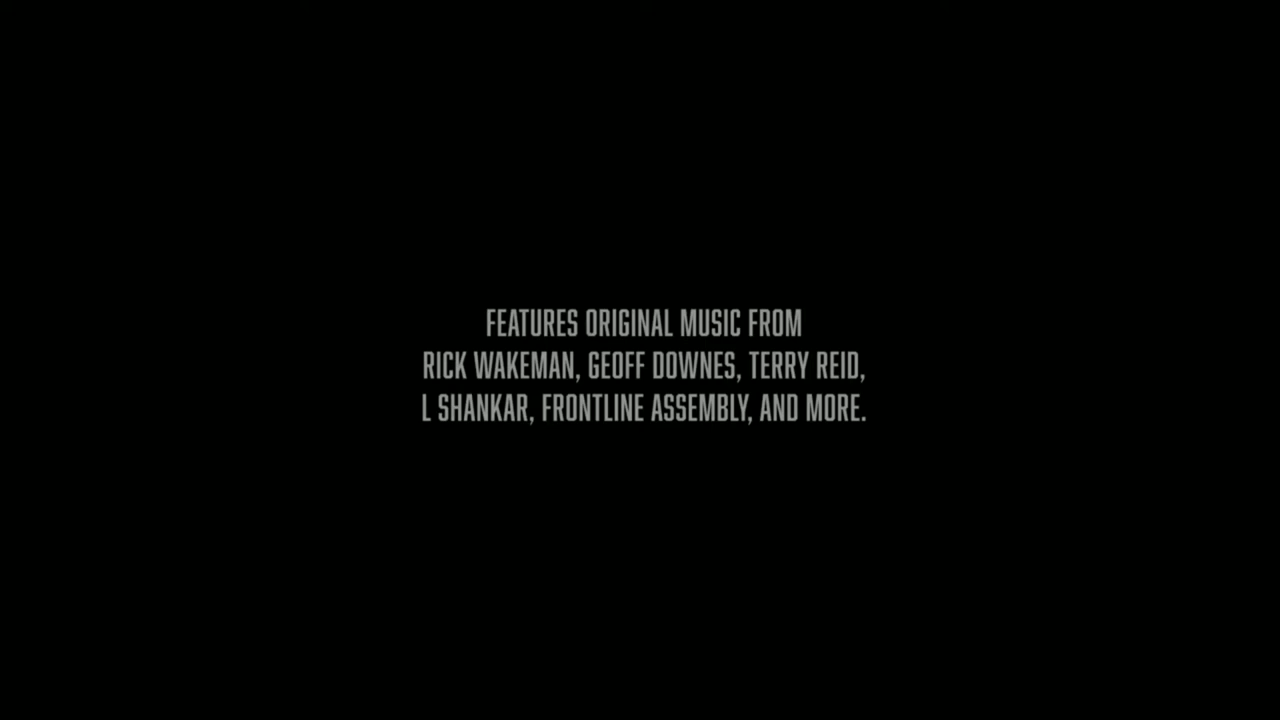 FEATURES ORIGINAL MUSIC FROM
RICK WAKEMAN, GEOFF DOWNES, TERRY REID,
L SHANKAR, FRONTLINE ASSEMBLY, AND MORE.